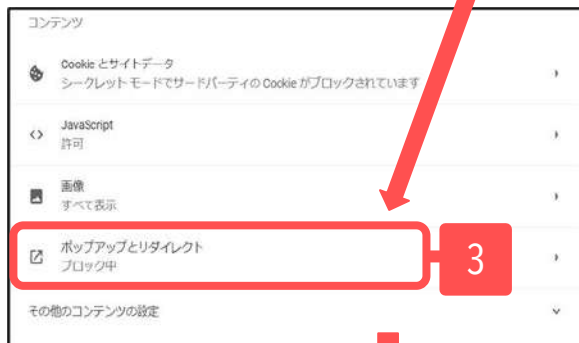 コンテンツ
Cookie とサイトデータ
シークレット モードでサードパーティの Cookie がブロックされています
JavaScript
許可
画像
すべて表示
ポップアップとリダイレクト
ブロック中
3
その他のコンテンツの設定